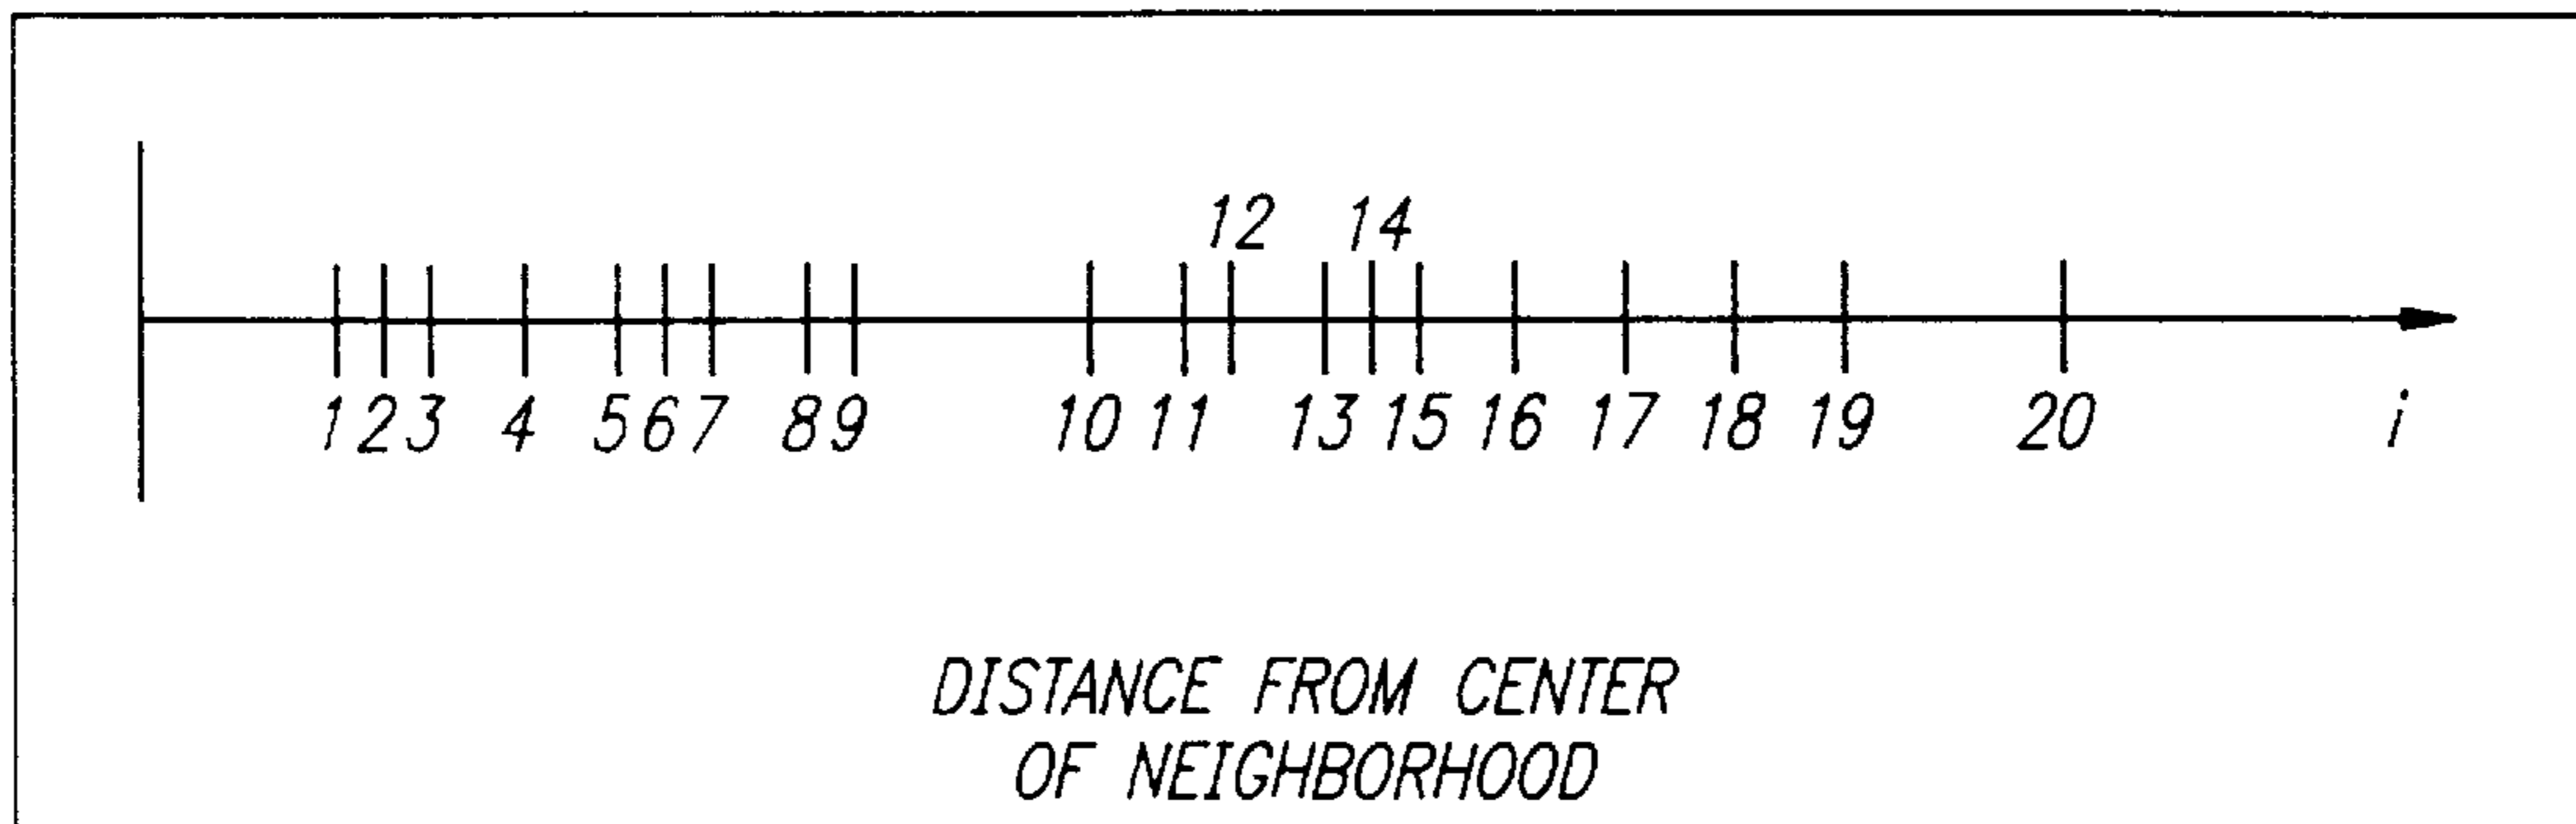 12 14
1 2 3 4 5 6 7 8 9 10 11 13 15 16 17 18 19 20 i
DISTANCE FROM CENTER
OF NEIGHBORHOOD